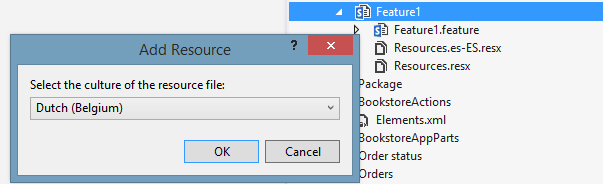 Add Resource
?
Select the culture of the resource file:
Dutch (Belgium)
OK
Cancel
Feature1
Feature1.feature
Resources.es-ES.resx
Resources.resx
Package
BookstoreActions
Elements.xml
BookstoreAppParts
Order status
Orders